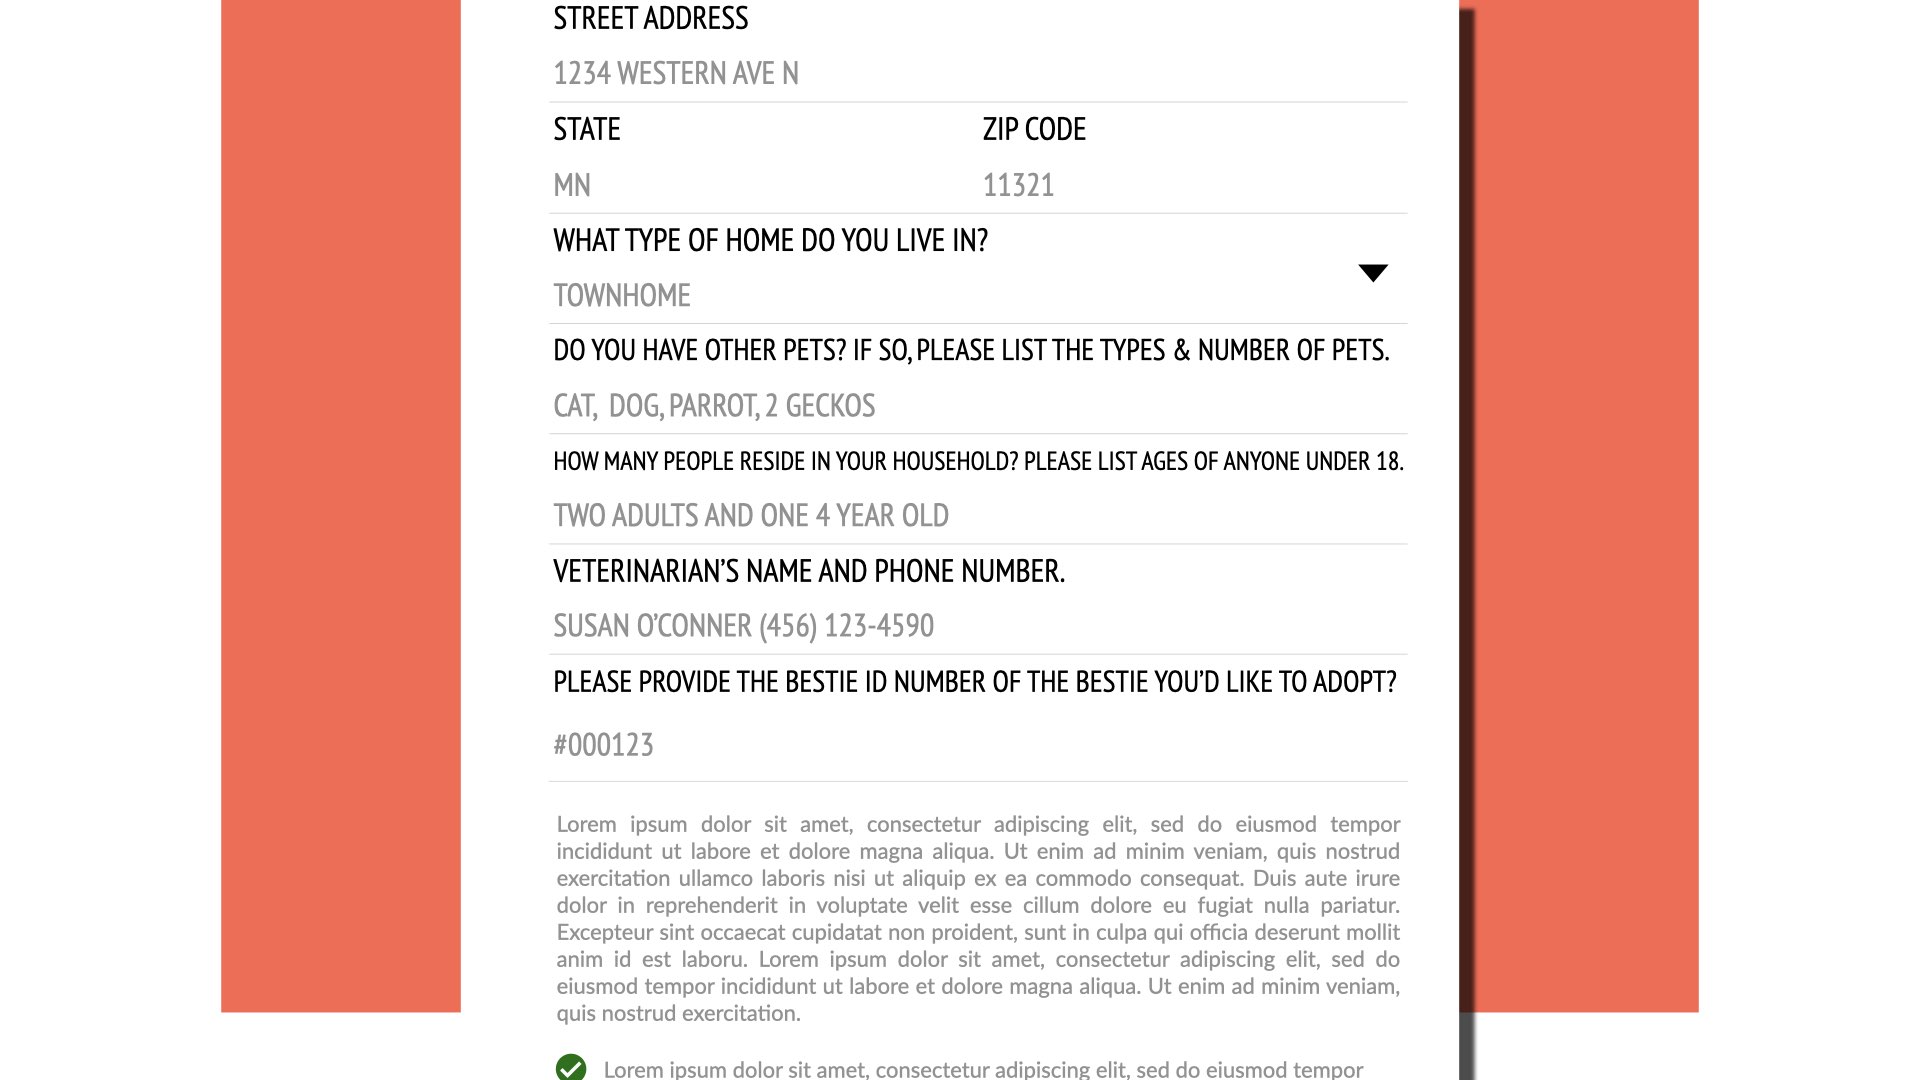 STREET ADDRESS
1234 WESTERN AVE N
STATE
ZIP CODE
MN
11321
WHAT TYPE OF HOME DO YOU LIVE IN?
TOWNHOME
DO YOU HAVE OTHER PETS? IF SO, PLEASE LIST THE TYPES & NUMBER OF PETS.
CAT, DOG, PARROT, 2 GECKOS
HOW MANY PEOPLE RESIDE IN YOUR HOUSEHOLD? PLEASE LIST AGES OF ANYONE UNDER 18.
TWO ADULTS AND ONE 4 YEAR OLD
VETERINARIAN’S NAME AND PHONE NUMBER.
SUSAN O’CONNER (456) 123-4590
PLEASE PROVIDE THE BESTIE ID NUMBER OF THE BESTIE YOU’D LIKE TO ADOPT?
#000123
Lorem ipsum dolor sit amet, consectetur adipiscing elit, sed do eiusmod tempor
incididunt ut labore et dolore magna aliqua. Ut enim ad minim veniam, quis nostrud
exercitation ullamco laboris nisi ut aliquip ex ea commodo consequat. Duis aute irure
dolor in reprehenderit in voluptate velit esse cillum dolore eu fugiat nulla pariatur.
Excepteur sint occaecat cupidatat non proident, sunt in culpa qui officia deserunt mollit
anim id est laboru. Lorem ipsum dolor sit amet, consectetur adipiscing elit, sed do
eiusmod tempor incididunt ut labore et dolore magna aliqua. Ut enim ad minim veniam,
quis nostrud exercitation.
Lorem ipsum dolor sit amet, consectetur adipiscing elit, sed do eiusmod tempor